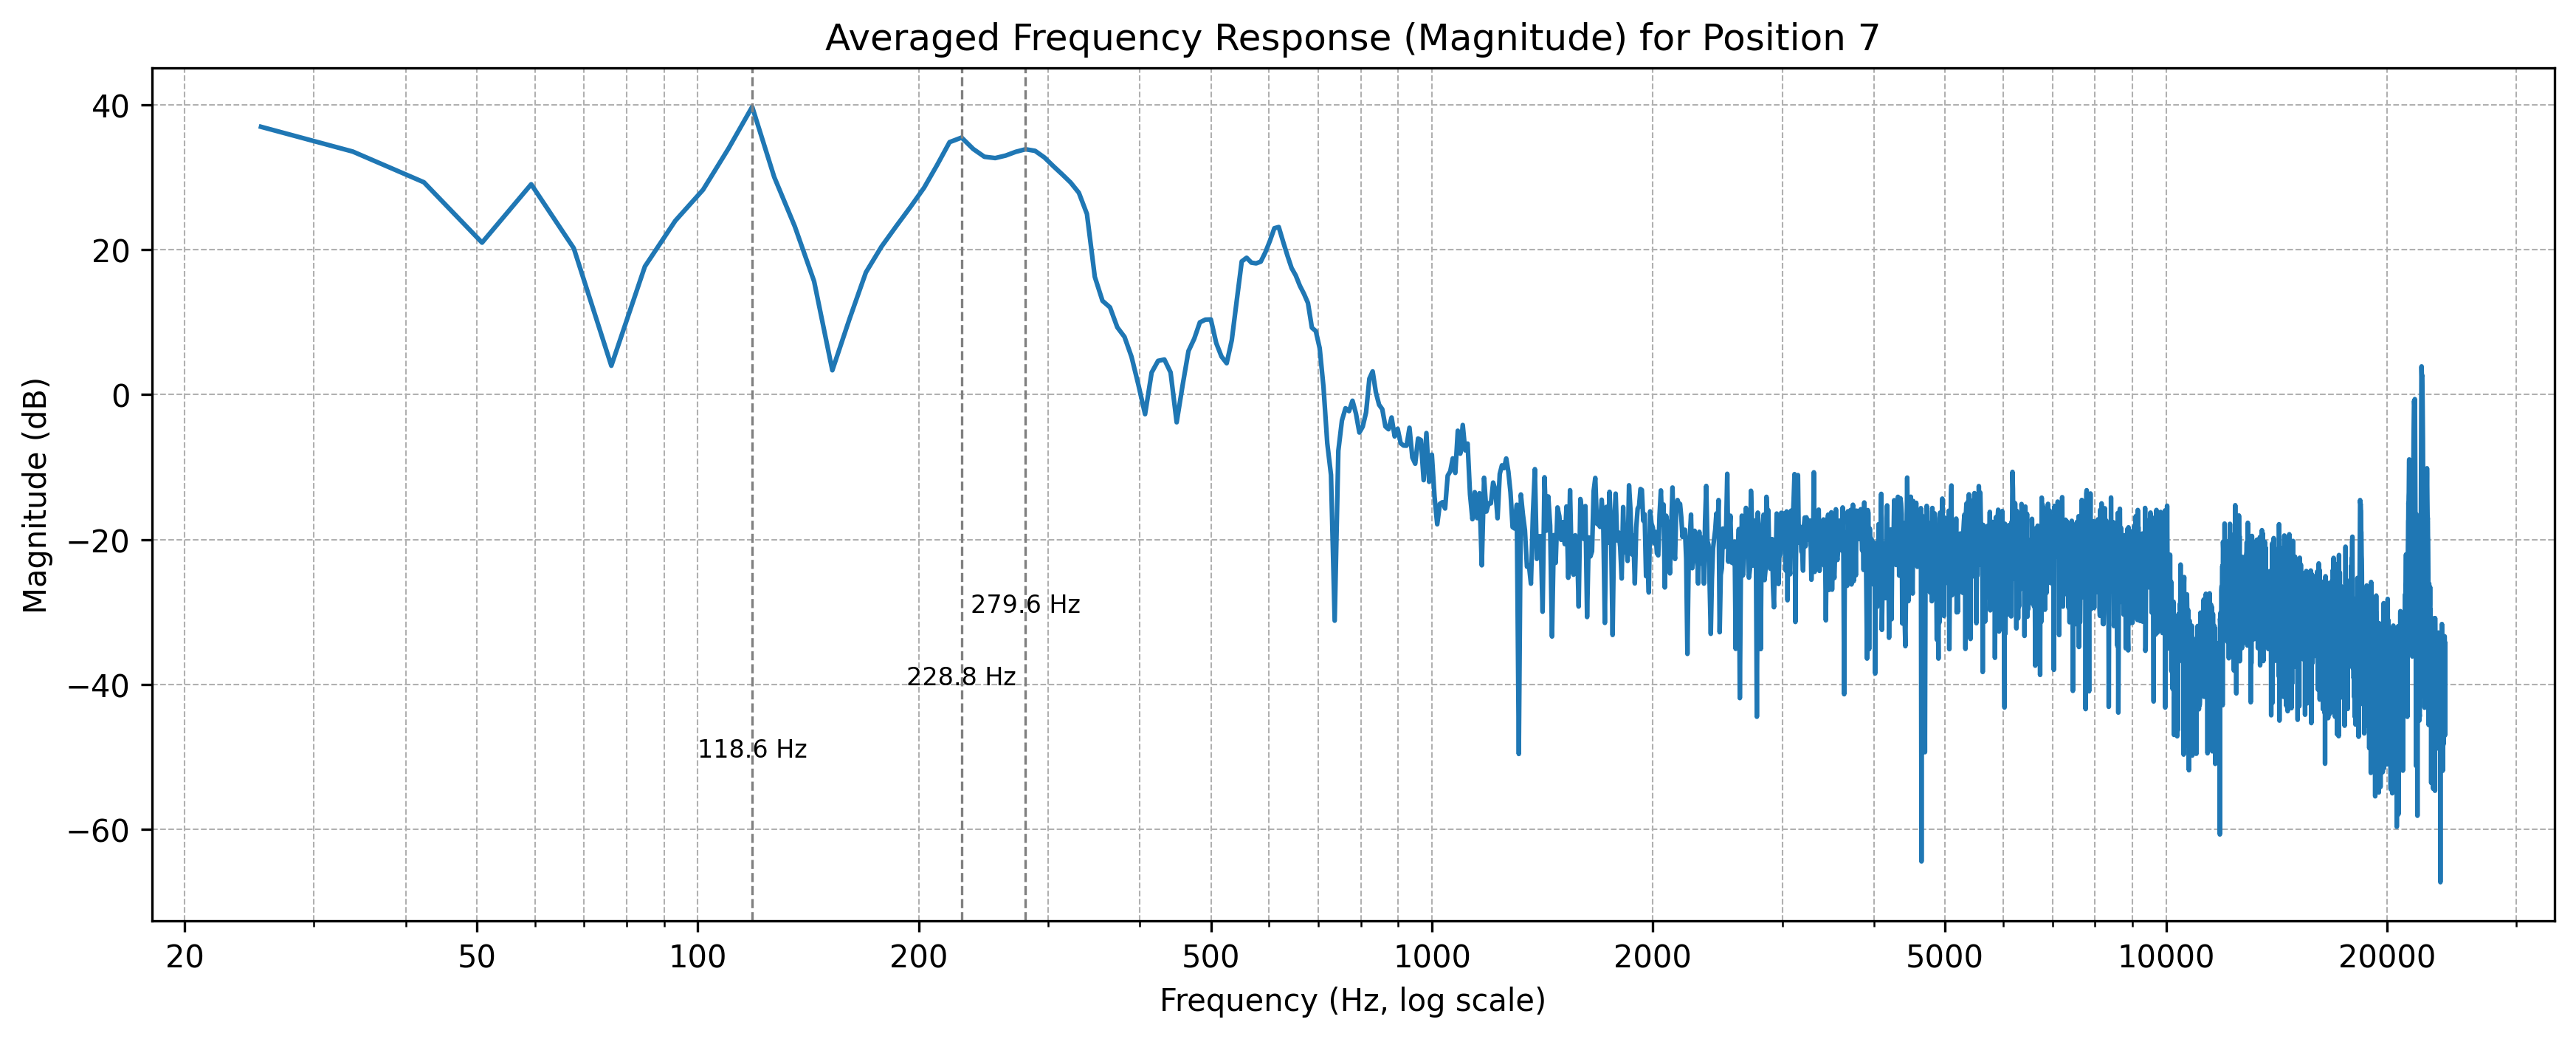 Averaged Frequency Response (Magnitude) for Position 7
Magnitude (dB)
40
20
0
−20
−40
−60
279.6 Hz
228.8 Hz
118.6 Hz
20 50 100 200 500 1000 2000 5000 10000 20000
Frequency (Hz, log scale)